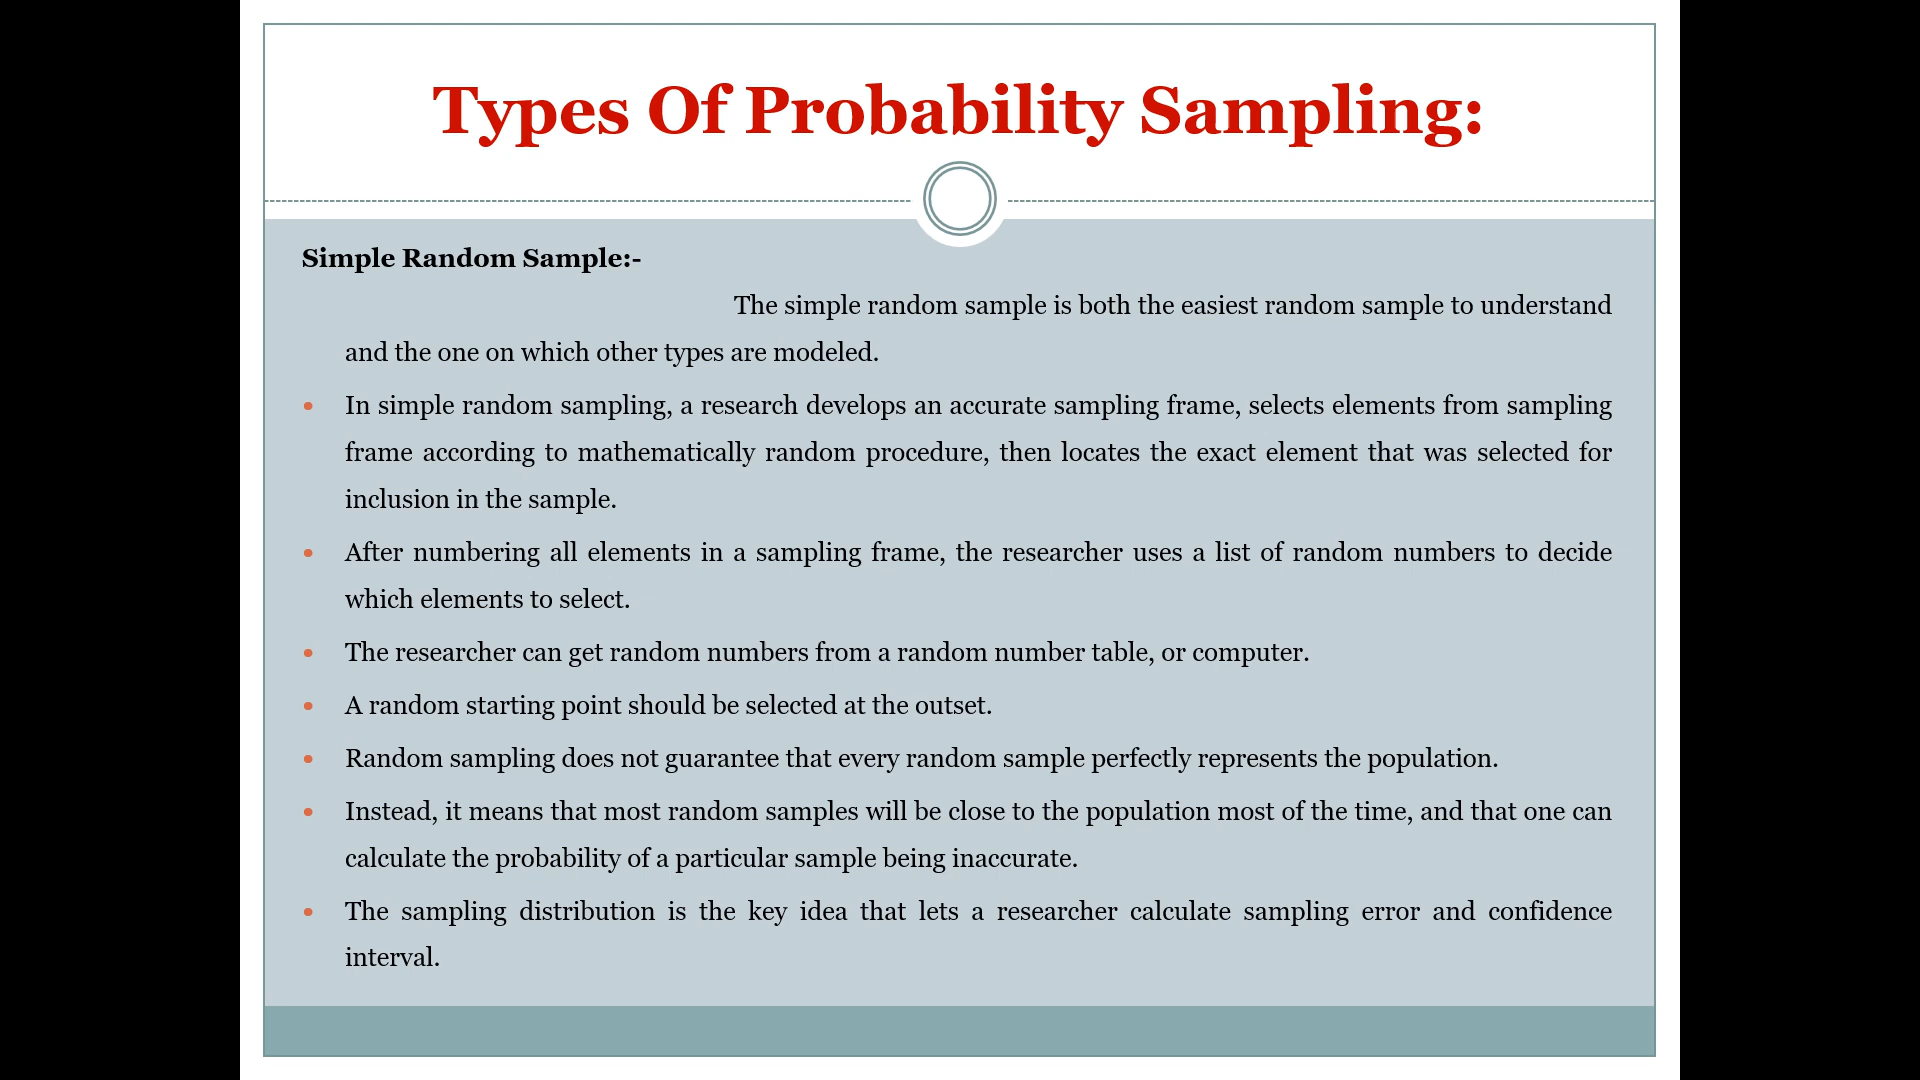 Types Of Probability Sampling:
Simple Random Sample:-
The simple random sample is both the easiest random sample to understand
and the one on which other types are modeled.
• In simple random sampling, a research develops an accurate sampling frame, selects elements from sampling
frame according to mathematically random procedure, then locates the exact element that was selected for
inclusion in the sample.
• After numbering all elements in a sampling frame, the researcher uses a list of random numbers to decide
which elements to select.
• The researcher can get random numbers from a random number table, or computer.
• A random starting point should be selected at the outset.
• Random sampling does not guarantee that every random sample perfectly represents the population.
• Instead, it means that most random samples will be close to the population most of the time, and that one can
calculate the probability of a particular sample being inaccurate.
• The sampling distribution is the key idea that lets a researcher calculate sampling error and confidence
interval.